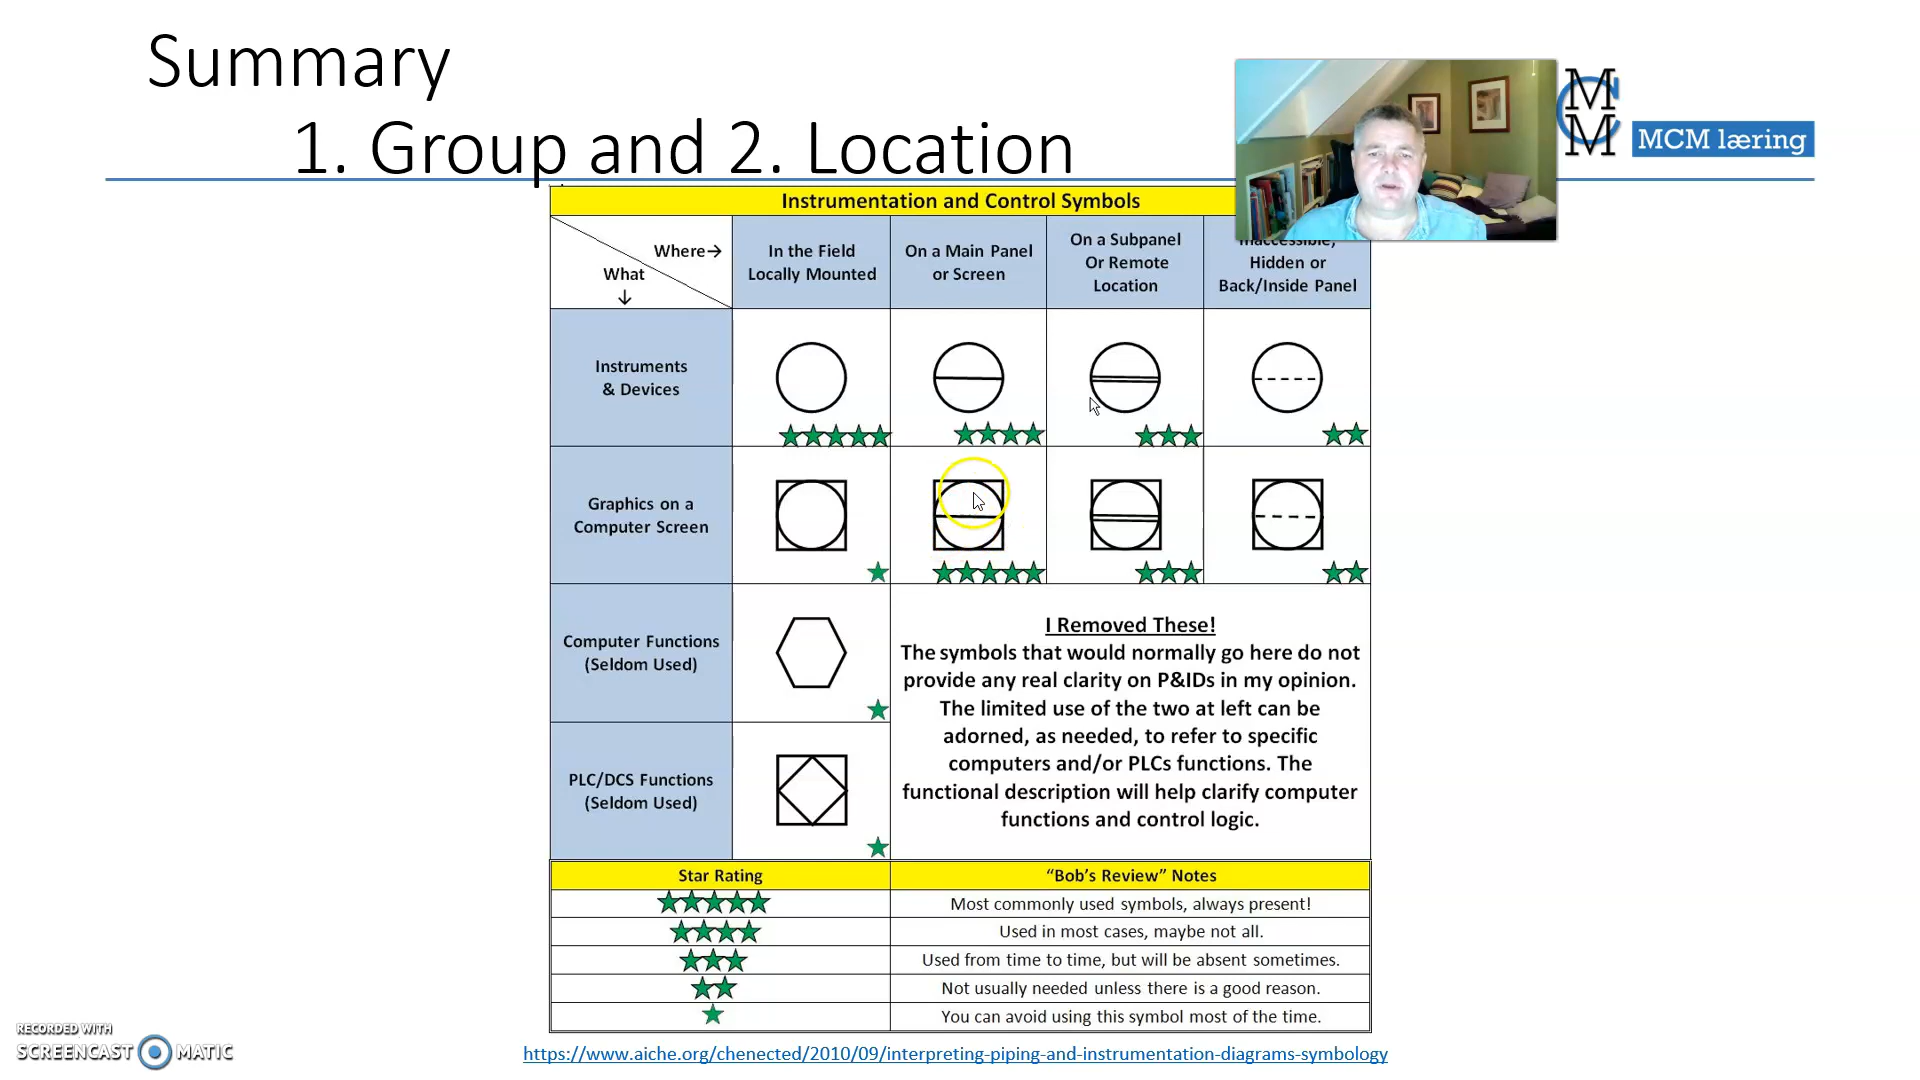 Summary
1. Group and 2. Location
M
C
M
MCM læring
Instrumentation and Control Symbols
Where→
What
↓
In the Field
Locally Mounted
On a Main Panel
or Screen
On a Subpanel
Or Remote
Location
Inaccessible,
Hidden or
Back/Inside Panel
Instruments
& Devices
Graphics on a
Computer Screen
Computer Functions
(Seldom Used)
I Removed These!
The symbols that would normally go here do not
provide any real clarity on P&IDs in my opinion.
The limited use of the two at left can be
adorned, as needed, to refer to specific
computers and/or PLCs functions. The
functional description will help clarify computer
functions and control logic.
PLC/DCS Functions
(Seldom Used)
Star Rating
“Bob’s Review” Notes
Most commonly used symbols, always present!
Used in most cases, maybe not all.
Used from time to time, but will be absent sometimes.
Not usually needed unless there is a good reason.
You can avoid using this symbol most of the time.
https://www.aiche.org/chenected/2010/09/interpreting-piping-and-instrumentation-diagrams-symbology
RECORDED WITH
SCREENCAST MATIC